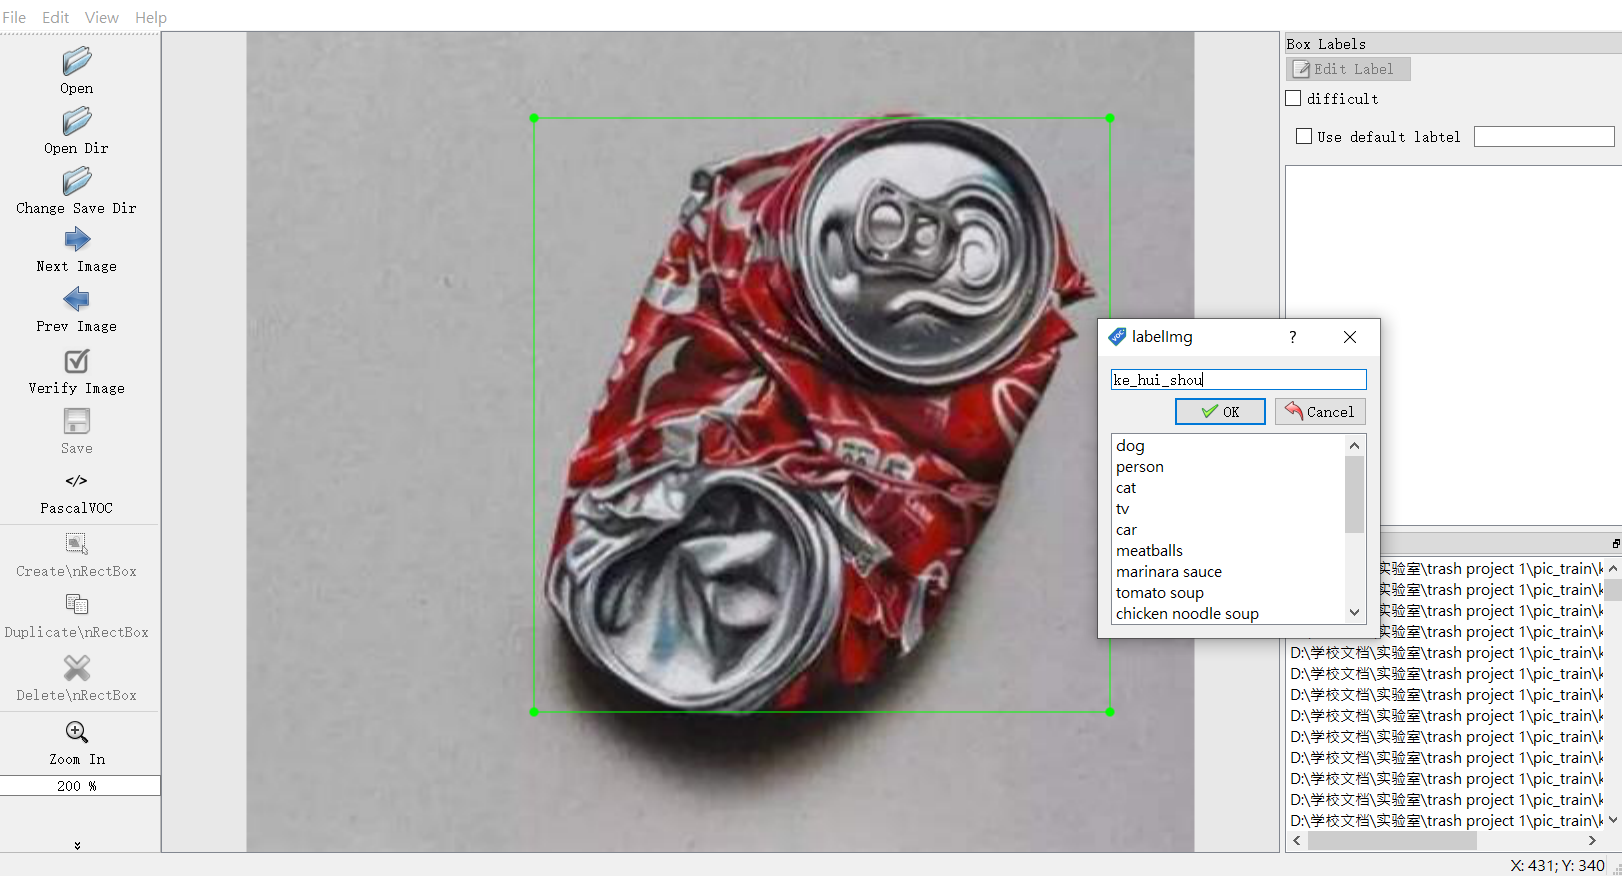 File Edit View Help
Open
Open Dir
Change Save Dir
Next Image
Prev Image
Verify Image
Save
</>
PascalVOC
Create\nRectBox
Duplicate\nRectBox
Delete\nRectBox
Zoom In
200 %
Box Labels
Edit Label
difficult
Use default labtel
labelImg
ke_hui_shou
OK Cancel
dog
person
cat
tv
car
meatballs
marinara sauce
tomato soup
chicken noodle soup
实验室\trash project 1\pic_train\k
实验室\trash project 1\pic_train\k
实验室\trash project 1\pic_train\k
实验室\trash project 1\pic_train\k
D:\学校文档\实验室\trash project 1\pic_train\k
D:\学校文档\实验室\trash project 1\pic_train\k
D:\学校文档\实验室\trash project 1\pic_train\k
D:\学校文档\实验室\trash project 1\pic_train\k
D:\学校文档\实验室\trash project 1\pic_train\k
D:\学校文档\实验室\trash project 1\pic_train\k
D:\学校文档\实验室\trash project 1\pic_train\k
D:\学校文档\实验室\trash project 1\pic_train\k
D:\学校文档\实验室\trash project 1\pic_train\k
X: 431; Y: 340